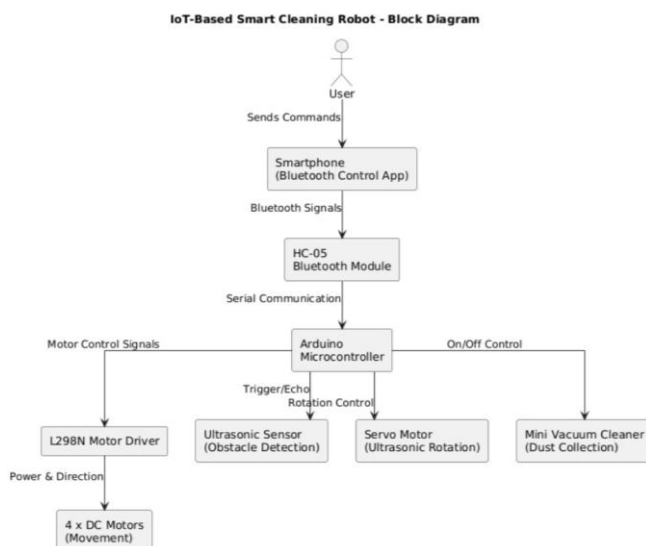 IoT-Based Smart Cleaning Robot - Block Diagram
User
Sends Commands
Smartphone
(Bluetooth Control App)
Bluetooth Signals
HC-05
Bluetooth Module
Serial Communication
Arduino
Microcontroller
Motor Control Signals
On/Off Control
Trigger/Echo
Rotation Control
L298N Motor Driver
Ultrasonic Sensor
(Obstacle Detection)
Servo Motor
(Ultrasonic Rotation)
Mini Vacuum Cleaner
(Dust Collection)
Power & Direction
4 x DC Motors
(Movement)